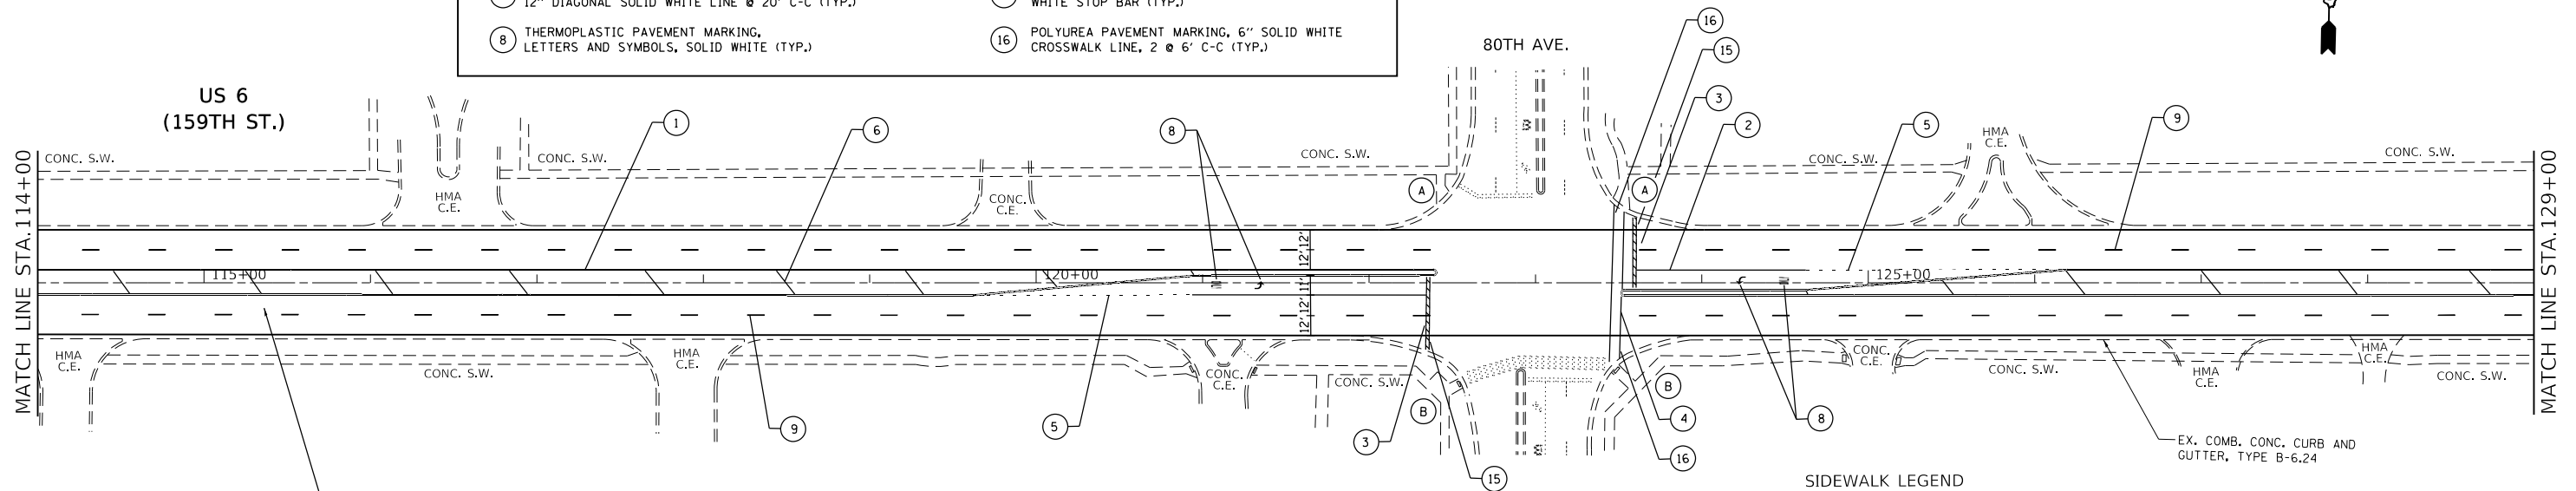 12" DIAGONAL SOLID WHITE LINE @ 20' C-C (TYP.)
WHITE STOP BAR (TYP.)
8 THERMOPLASTIC PAVEMENT MARKING,
LETTERS AND SYMBOLS, SOLID WHITE (TYP.)
16 POLYUREA PAVEMENT MARKING, 6" SOLID WHITE
CROSSWALK LINE, 2 @ 6' C-C (TYP.)
80TH AVE.
16
15
3
2
5
9
US 6
(159TH ST.)
1
6
8
MATCH LINE STA.114+00
CONC. S.W.
CONC. S.W.
CONC. S.W.
CONC. S.W.
CONC. S.W.
HMA
C.E.
HMA
C.E.
CONC.
C.E.
A
A
12'
12'
115+00
120+00
125+00
11'
12'
12'
MATCH LINE STA.129+00
HMA
C.E.
CONC. S.W.
HMA
C.E.
CONC.
C.E.
CONC. S.W.
B
B
CONC.
C.E.
CONC. S.W.
HMA
C.E.
HMA
C.E.
CONC. S.W.
9
5
3
15
4
16
8
EX. COMB. CONC. CURB AND
GUTTER, TYPE B-6.24
SIDEWALK LEGEND